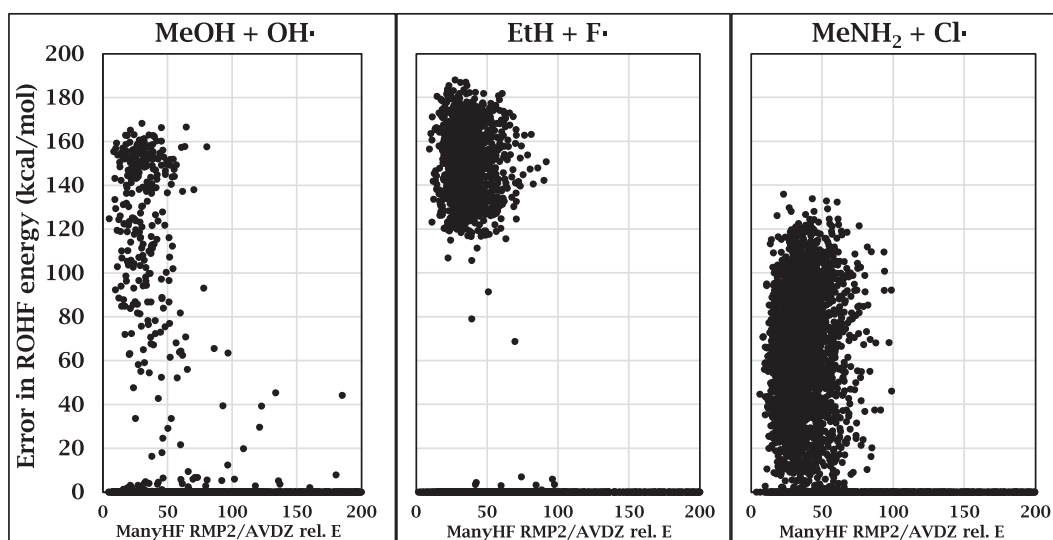 MeOH + OH·
EtH + F·
MeNH₂ + Cl·
Error in ROHF energy (kcal/mol)
200
180
160
140
120
100
80
60
40
20
0
0 50 100 150 200
0 50 100 150 200
0 50 100 150 200
ManyHF RMP2/AVDZ rel. E
ManyHF RMP2/AVDZ rel. E
ManyHF RMP2/AVDZ rel. E